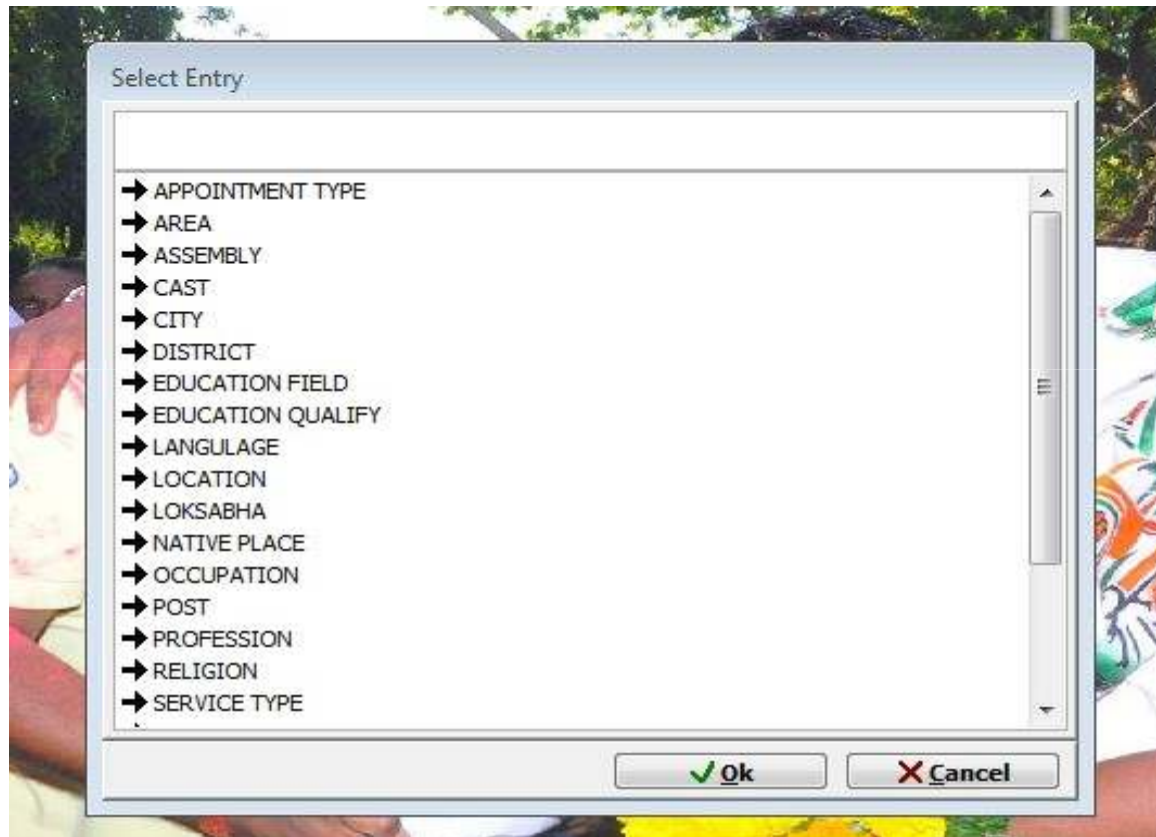 Select Entry
APPOINTMENT TYPE
AREA
ASSEMBLY
CAST
CITY
DISTRICT
EDUCATION FIELD
EDUCATION QUALIFY
LANGULAGE
LOCATION
LOKSABHA
NATIVE PLACE
OCCUPATION
POST
PROFESSION
RELIGION
SERVICE TYPE
Ok Cancel